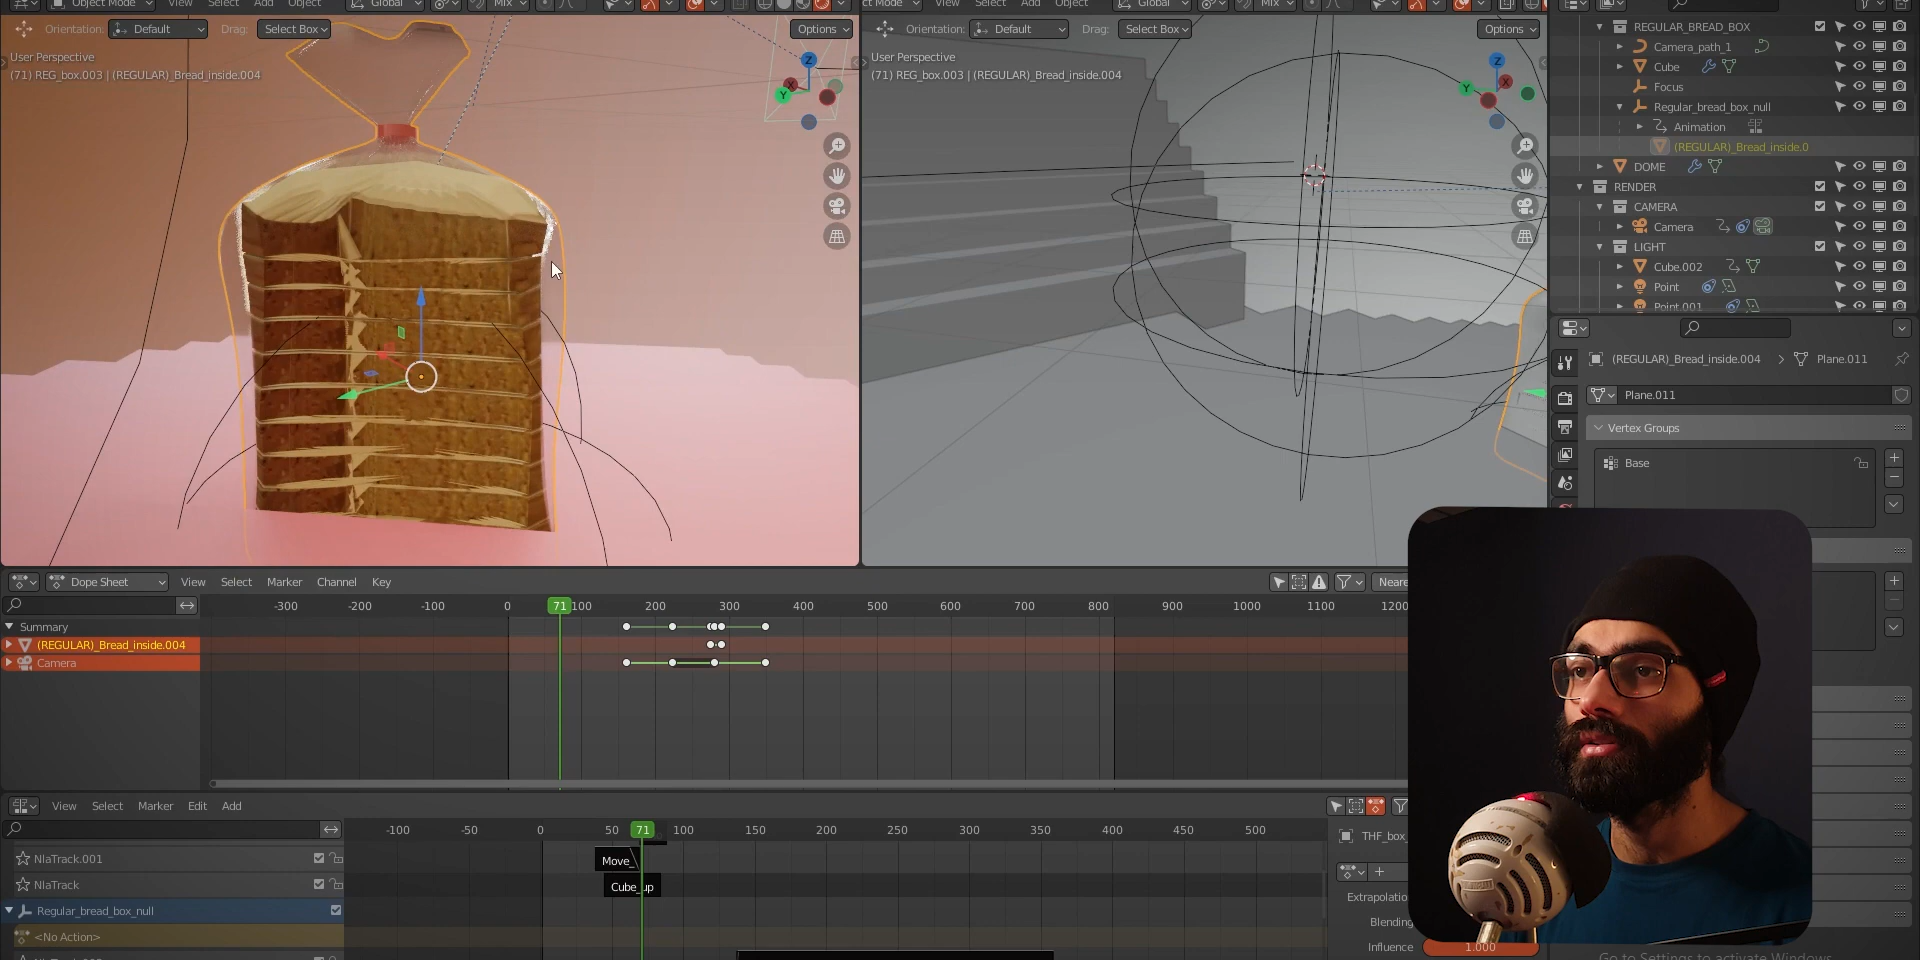 Object Mode View Select Add Object Global Mix
ct Mode View Select Add Object Global Mix
Orientation: Default Drag: Select Box Options
Orientation: Default Drag: Select Box Options
User Perspective
(71) REG_box.003 | (REGULAR)_Bread_inside.004
User Perspective
(71) REG_box.003 | (REGULAR)_Bread_inside.004
Z
X
Y
Z
X
Y
REGULAR_BREAD_BOX
Camera_path_1
Cube
Focus
Regular_bread_box_null
Animation
(REGULAR)_Bread_inside.0
DOME
RENDER
CAMERA
Camera
LIGHT
Cube.002
Point
Point.001
(REGULAR)_Bread_inside.004 > Plane.011
Plane.011
Vertex Groups
Base
Dope Sheet View Select Marker Channel Key Neare
-300 -200 -100 0 71 100 200 300 400 500 600 700 800 900 1000 1100 1200
Summary
(REGULAR)_Bread_inside.004
Camera
View Select Marker Edit Add
-100 -50 0 50 71 100 150 200 250 300 350 400 450 500
THF_box_
NlaTrack.001
Move_
NlaTrack
Cube_up
Extrapolatio
Regular_bread_box_null
Blending
<No Action>
Influence 1.000
Go to Settings to activate Windows.